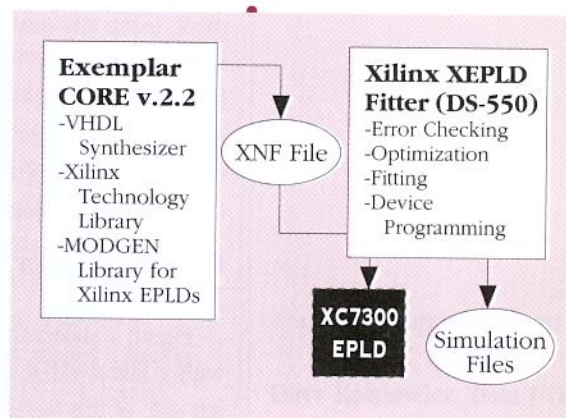 Exemplar
CORE v.2.2
-VHDL
Synthesizer
-Xilinx
Technology
Library
-MODGEN
Library for
Xilinx EPLDs
XNF File
Xilinx XEPLD
Fitter (DS-550)
-Error Checking
-Optimization
-Fitting
-Device
Programming
XC7300
EPLD
Simulation
Files